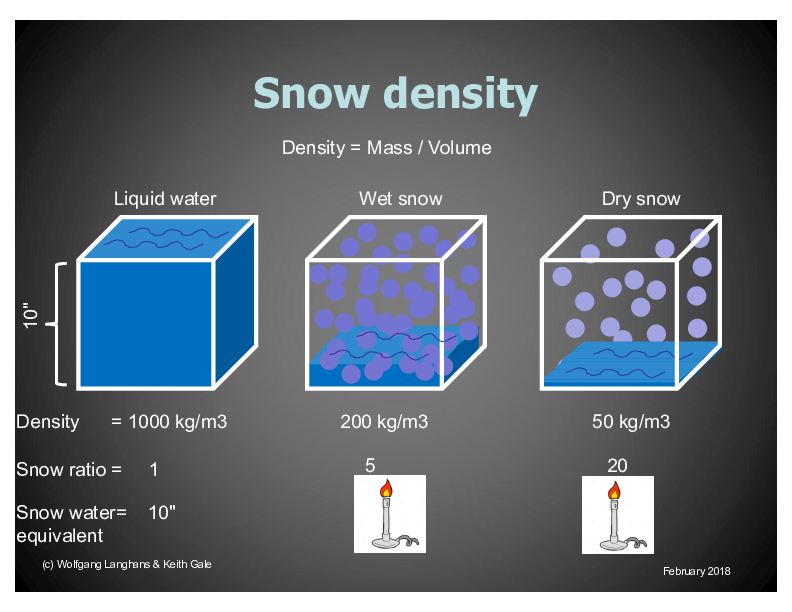 Snow density
Density = Mass / Volume
Liquid water
Wet snow
Dry snow
10"
Density = 1000 kg/m3 200 kg/m3 50 kg/m3
Snow ratio = 1 5 20
Snow water= 10"
equivalent
(c) Wolfgang Langhans & Keith Gale
February 2018